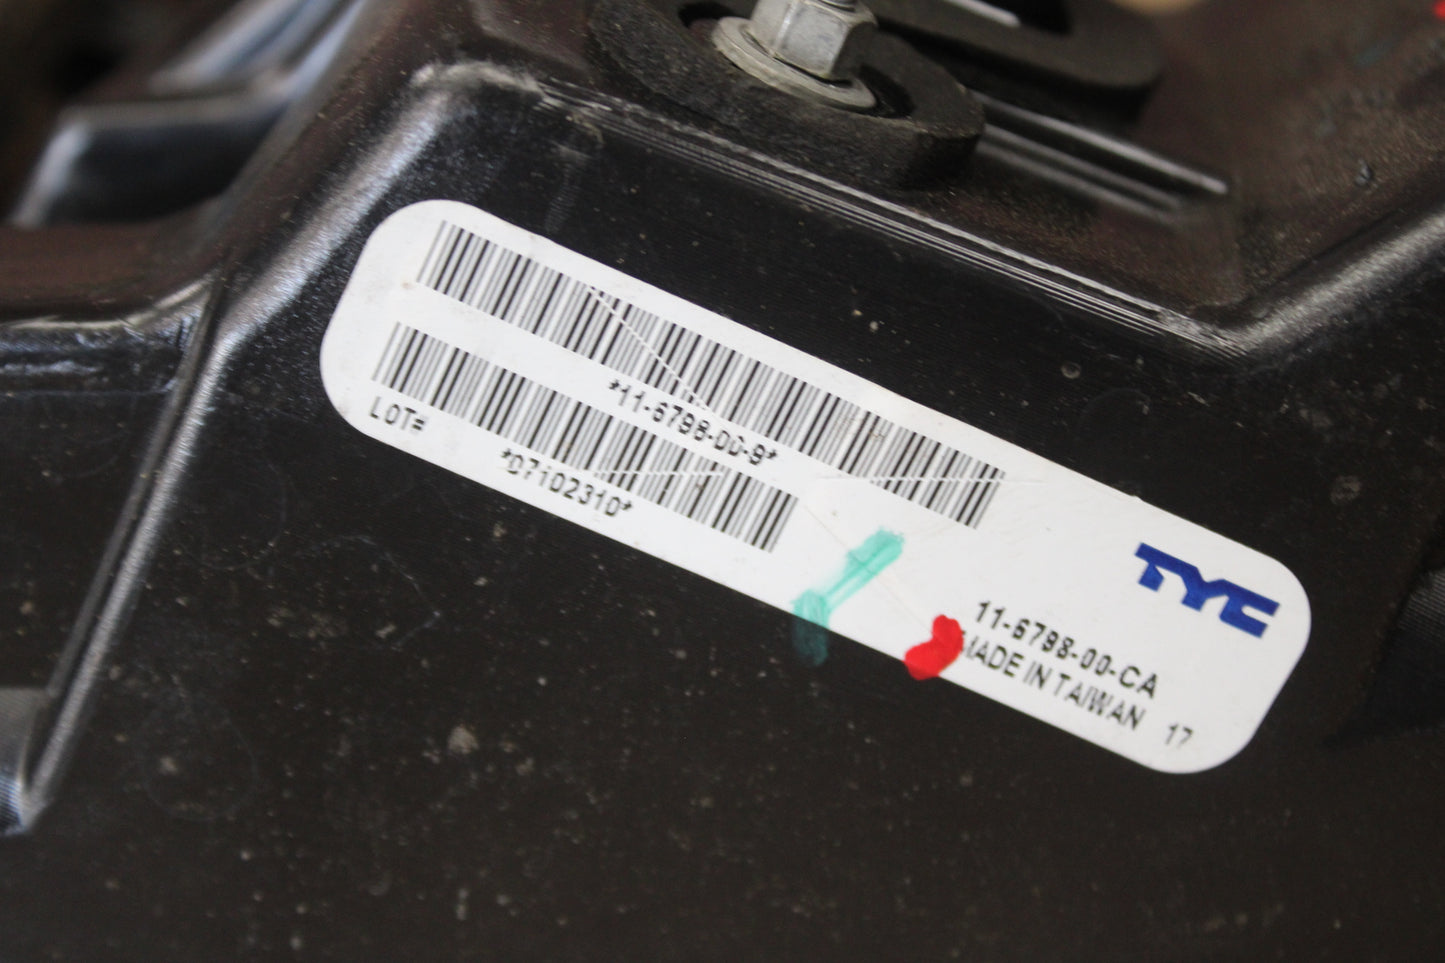 *11-6798-00-9*
LOT#
*07102310*
TYC
11-6798-00-CA
MADE IN TAIWAN 17